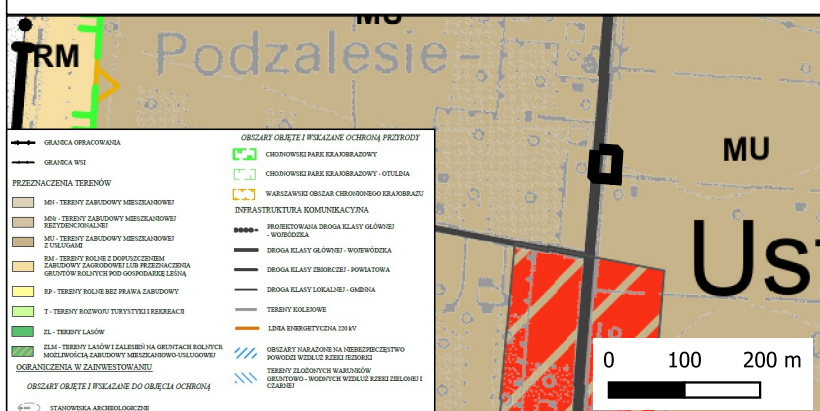 MU
RM
Podzalesie
MU
Ust
GRANICA OPRACOWANIA
GRANICA WSI
PRZEZNACZENIA TERENÓW
MN - TERENY ZABUDOWY MIESZKANIOWEJ
MNr - TERENY ZABUDOWY MIESZKANIOWEJ
REZYDENCJONALNEJ
MU - TERENY ZABUDOWY MIESZKANIOWEJ
Z USŁUGAMI
RM - TERENY ROLNE Z DOPUSZCZENIEM
ZABUDOWY ZAGRODOWEJ LUB PRZEZNACZENIA
GRUNTÓW ROLNYCH POD GOSPODARKĘ LEŚNĄ
RP - TERENY ROLNE BEZ PRAWA ZABUDOWY
T - TERENY ROZWOJU TURYSTYKI I REKREACJI
ZL - TERENY LASÓW
ZLM - TERENY LASÓW I ZALESIEŃ NA GRUNTACH ROLNYCH
MOŻLIWOŚCIĄ ZABUDOWY MIESZKANIOWO-USŁUGOWEJ
OGRANICZENIA W ZAINWESTOWANIU
OBSZARY OBJĘTE I WSKAZANE DO OBJĘCIA OCHRONĄ
STANOWISKA ARCHEOLOGICZNE
OBSZARY OBJĘTE I WSKAZANE OCHRONĄ PRZYRODY
CHOJNOWSKI PARK KRAJOBRAZOWY
CHOJNOWSKI PARK KRAJOBRAZOWY - OTULINA
WARSZAWSKI OBSZAR CHRONIONEGO KRAJOBRAZU
INFRASTRUKTURA KOMUNIKACYJNA
PROJEKTOWANA DROGA KLASY GŁÓWNEJ
- WOJEWÓDZKA
DROGA KLASY GŁÓWNEJ - WOJEWÓDZKA
DROGA KLASY ZBIORCZEJ - POWIATOWA
DROGA KLASY LOKALNEJ - GMINNA
TERENY KOLEJOWE
LINIA ENERGETYCZNA 220 kV
OBSZARY NARAŻONE NA NIEBEZPIECZEŃSTWO
POWODZI WZDŁUŻ RZEKI JEZIORKI
TERENY ZŁOŻONYCH WARUNKÓW
GRUNTOWO - WODNYCH WZDŁUŻ RZEKI ZIELONEJ I
CZARNEJ
0 100 200 m